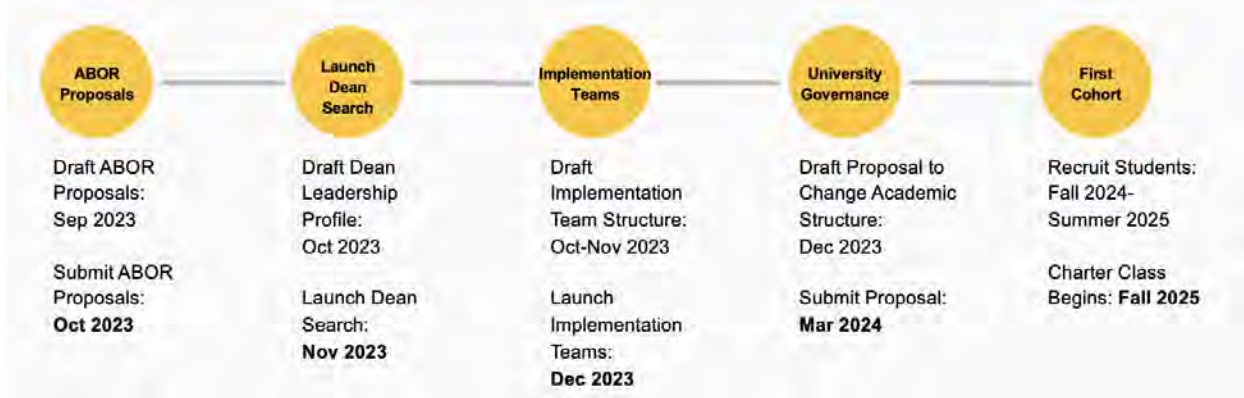 ABOR
Proposals
Launch
Dean
Search
Implementation
Teams
University
Governance
First
Cohort
Draft ABOR
Proposals:
Sep 2023
Submit ABOR
Proposals:
Oct 2023
Draft Dean
Leadership
Profile:
Oct 2023
Launch Dean
Search:
Nov 2023
Draft
Implementation
Team Structure:
Oct-Nov 2023
Launch
Implementation
Teams:
Dec 2023
Draft Proposal to
Change Academic
Structure:
Dec 2023
Submit Proposal:
Mar 2024
Recruit Students:
Fall 2024-
Summer 2025
Charter Class
Begins: Fall 2025